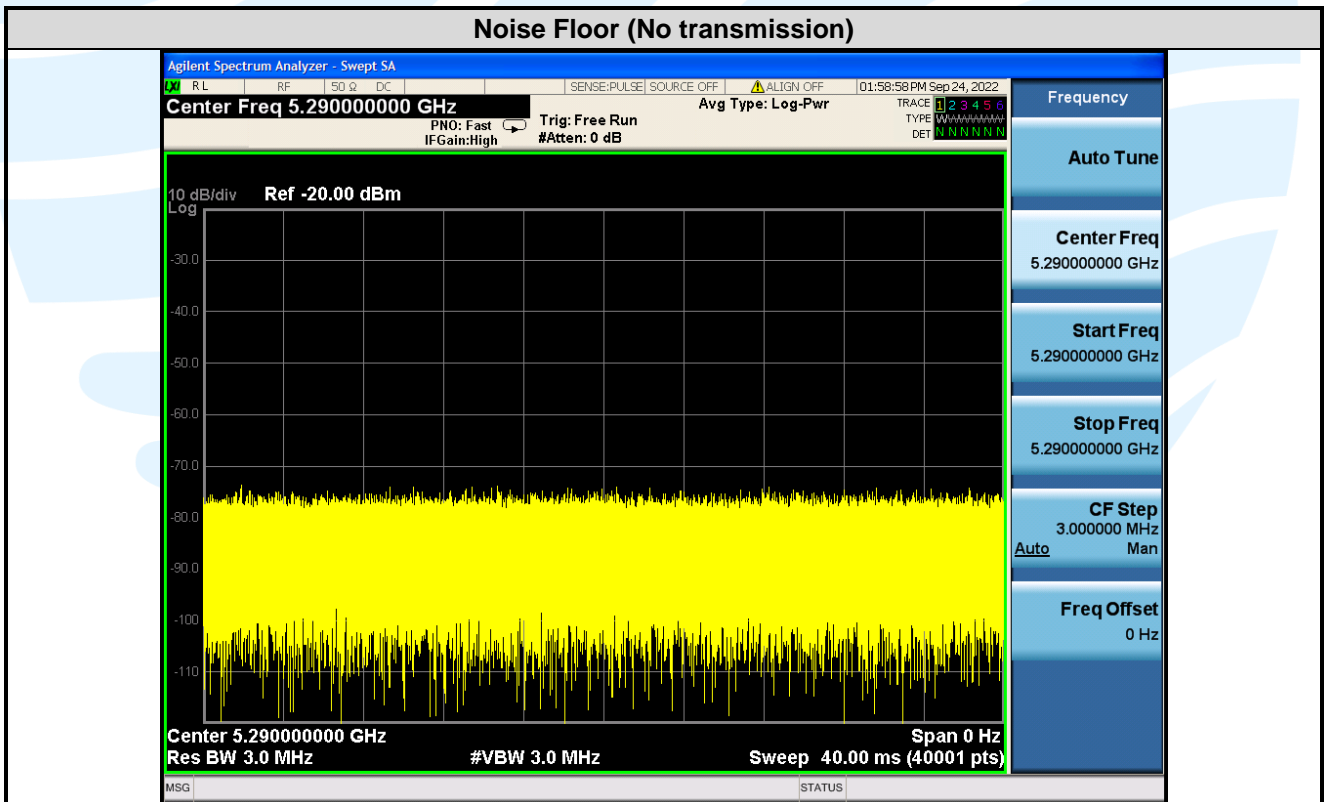 Noise Floor (No transmission)
Agilent Spectrum Analyzer - Swept SA
LXI RL RF 50 Ω DC SENSE:PULSE SOURCE OFF ALIGN OFF 01:58:58 PM Sep 24, 2022
Center Freq 5.290000000 GHz
PNO: Fast
IFGain:High
Trig: Free Run
#Atten: 0 dB
Avg Type: Log-Pwr
TRACE 1 2 3 4 5 6
TYPE WWWWWW
DET N N N N N N
10 dB/div Ref -20.00 dBm
Log
-30.0
-40.0
-50.0
-60.0
-70.0
-80.0
-90.0
-100
-110
Center 5.290000000 GHz Span 0 Hz
Res BW 3.0 MHz #VBW 3.0 MHz Sweep 40.00 ms (40001 pts)
MSG STATUS
Frequency
Auto Tune
Center Freq
5.290000000 GHz
Start Freq
5.290000000 GHz
Stop Freq
5.290000000 GHz
CF Step
3.000000 MHz
Auto Man
Freq Offset
0 Hz